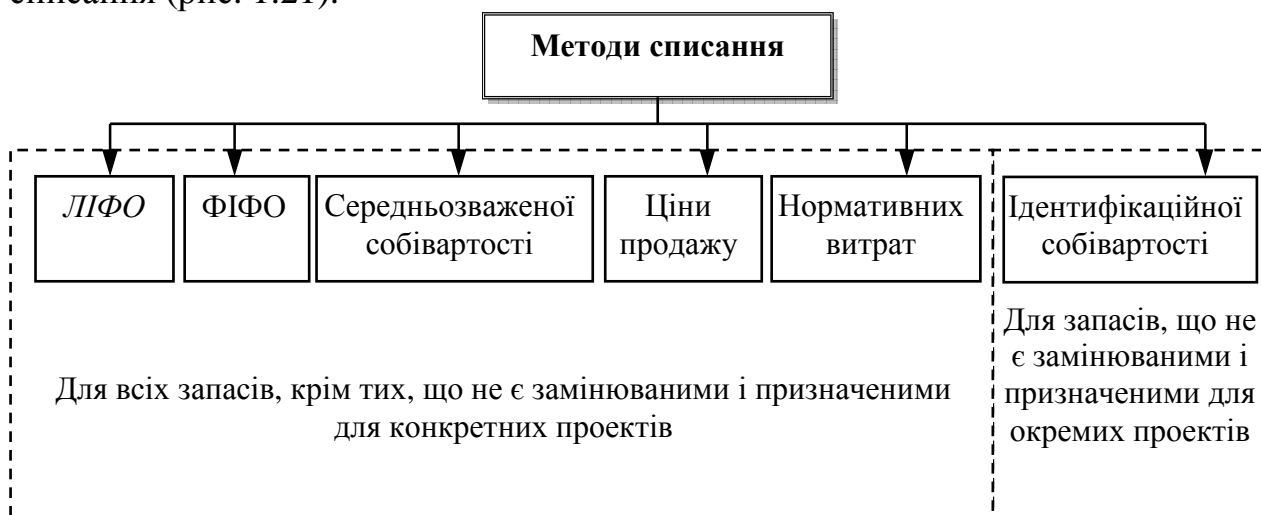 списання (рис. 1.21).
Методи списання
ЛІФО
ФІФО
Середньозваженої
собівартості
Ціни
продажу
Нормативних
витрат
Ідентифікаційної
собівартості
Для всіх запасів, крім тих, що не є замінюваними і призначеними
для конкретних проектів
Для запасів, що не
є замінюваними і
призначеними для
окремих проектів